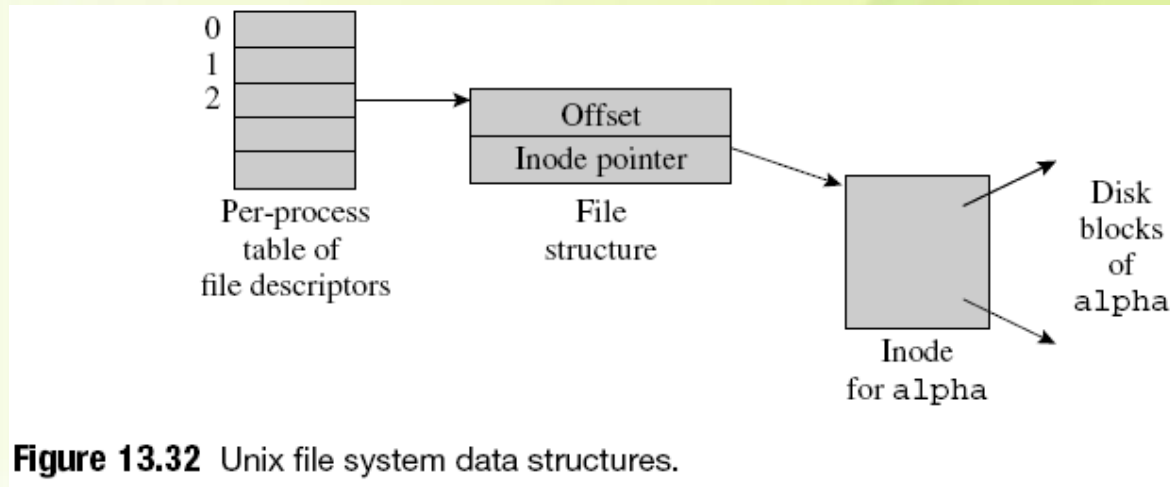 0
1
2
Per-process
table of
file descriptors
Offset
Inode pointer
File
structure
Inode
for alpha
Disk
blocks
of
alpha
Figure 13.32 Unix file system data structures.